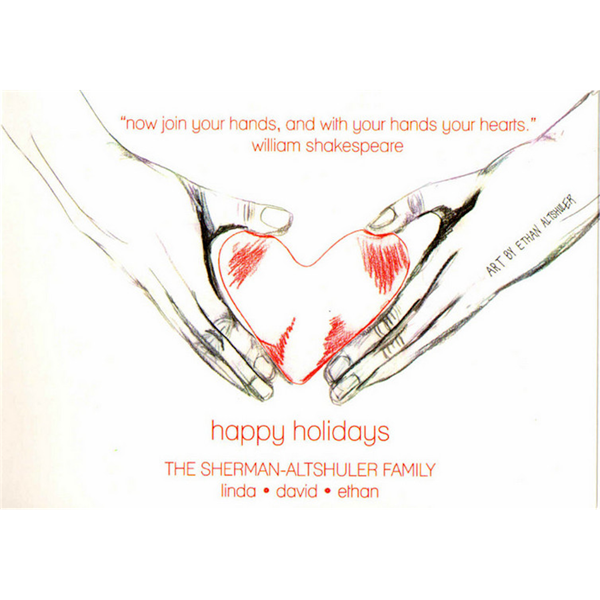 “now join your hands, and with your hands your hearts.”
william shakespeare
ART BY ETHAN ALTSHULER
happy holidays
THE SHERMAN-ALTSHULER FAMILY
linda • david • ethan